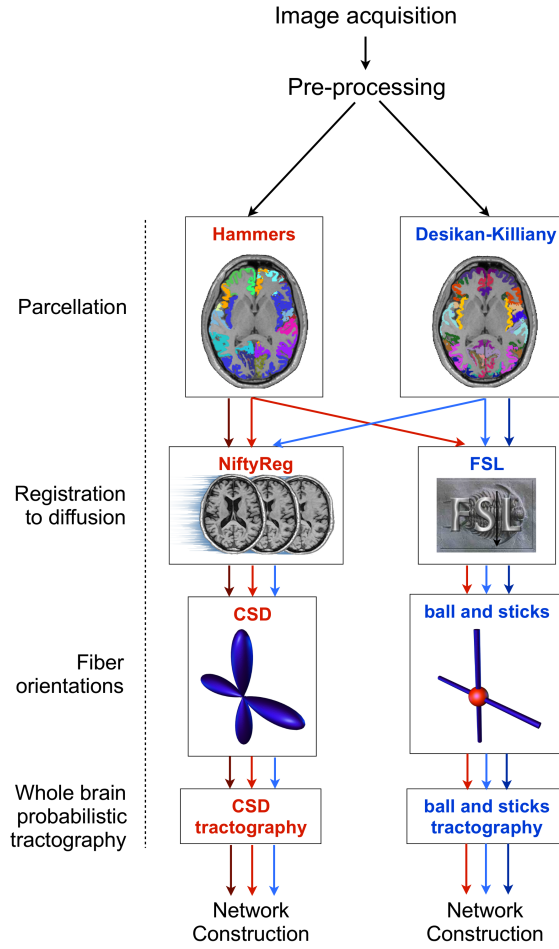 Image acquisition
Pre-processing
Hammers
Desikan-Killiany
Parcellation
NiftyReg
FSL
Registration
to diffusion
FSL
CSD
ball and sticks
Fiber
orientations
Whole brain
probabilistic
tractography
CSD
tractography
ball and sticks
tractography
Network
Construction
Network
Construction